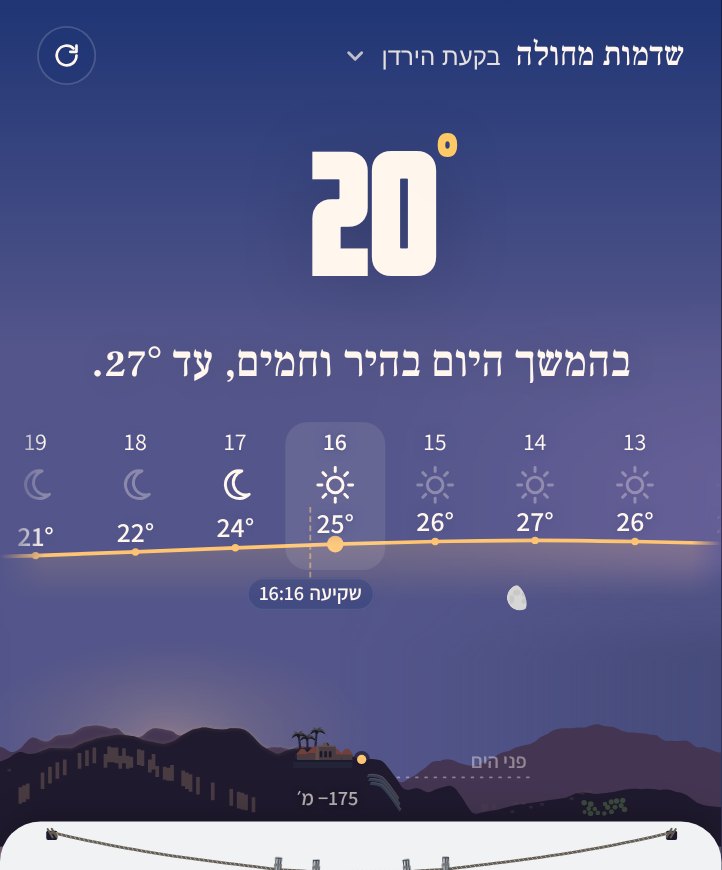 שדמות מחולה בקעת הירדן
20°
בהמשך היום בהיר וחמים, עד 27°.
13 14 15 16 17 18 19
26° 27° 26° 25° 24° 22° 21°
שקיעה 16:16
פני הים
−175 מ׳